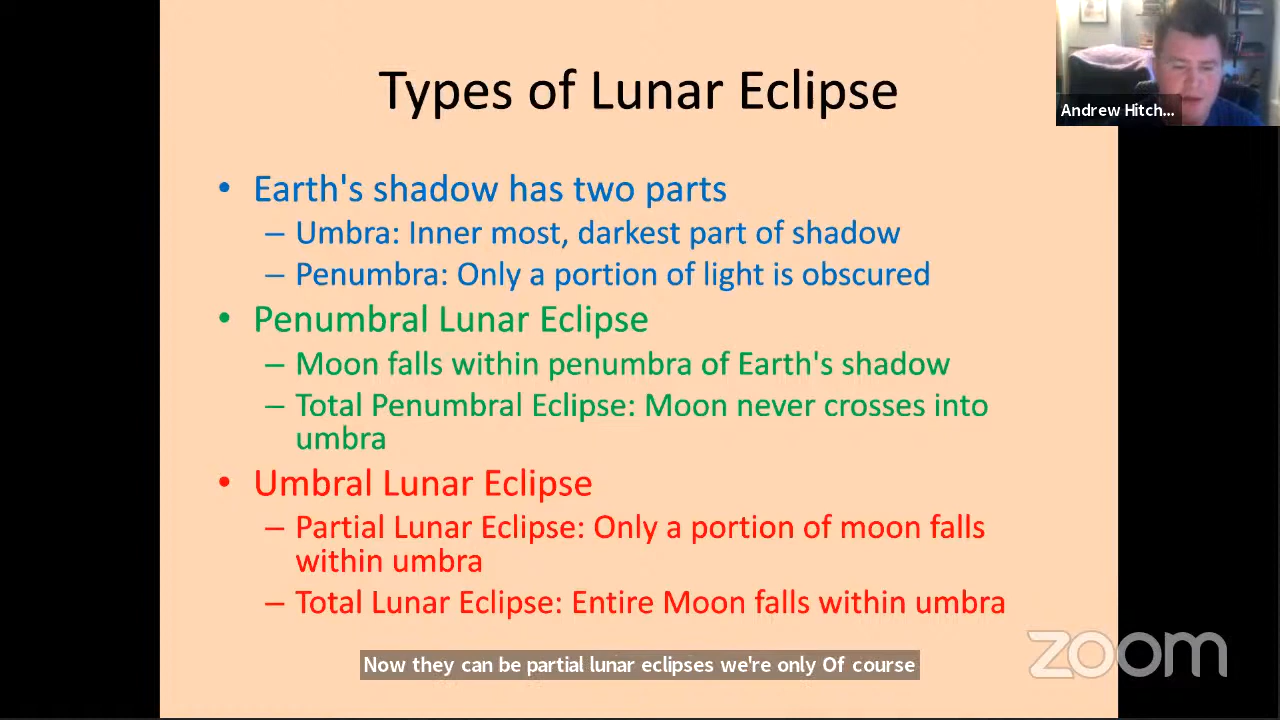 Types of Lunar Eclipse
Andrew Hitch...
• Earth's shadow has two parts
– Umbra: Inner most, darkest part of shadow
– Penumbra: Only a portion of light is obscured
• Penumbral Lunar Eclipse
– Moon falls within penumbra of Earth's shadow
– Total Penumbral Eclipse: Moon never crosses into
umbra
• Umbral Lunar Eclipse
– Partial Lunar Eclipse: Only a portion of moon falls
within umbra
– Total Lunar Eclipse: Entire Moon falls within umbra
Now they can be partial lunar eclipses we're only Of course
zoom